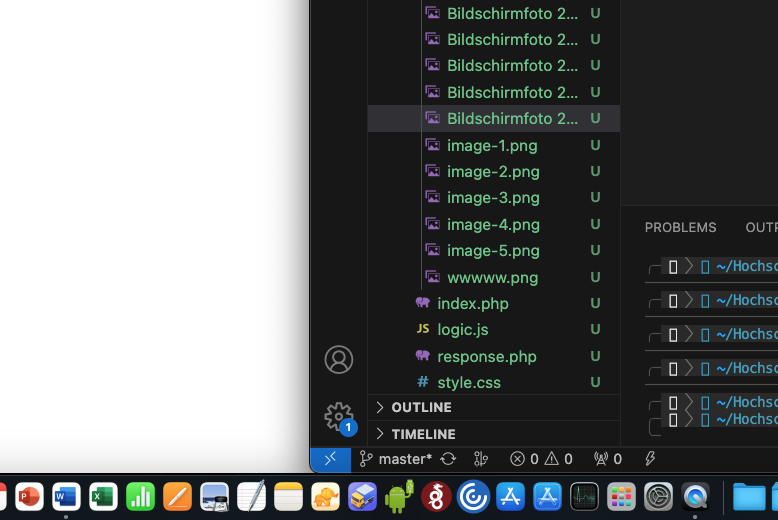 Bildschirmfoto 2... U
Bildschirmfoto 2... U
Bildschirmfoto 2... U
Bildschirmfoto 2... U
Bildschirmfoto 2... U
image-1.png U
image-2.png U
image-3.png U
image-4.png U
image-5.png U
wwwww.png U
index.php U
JS logic.js U
response.php U
# style.css U
OUTLINE
1
TIMELINE
PROBLEMS OUTP
~/Hochsc
~/Hochsc
~/Hochsc
~/Hochsc
~/Hochsc
~/Hochsc
master* 0 0 0
P W X